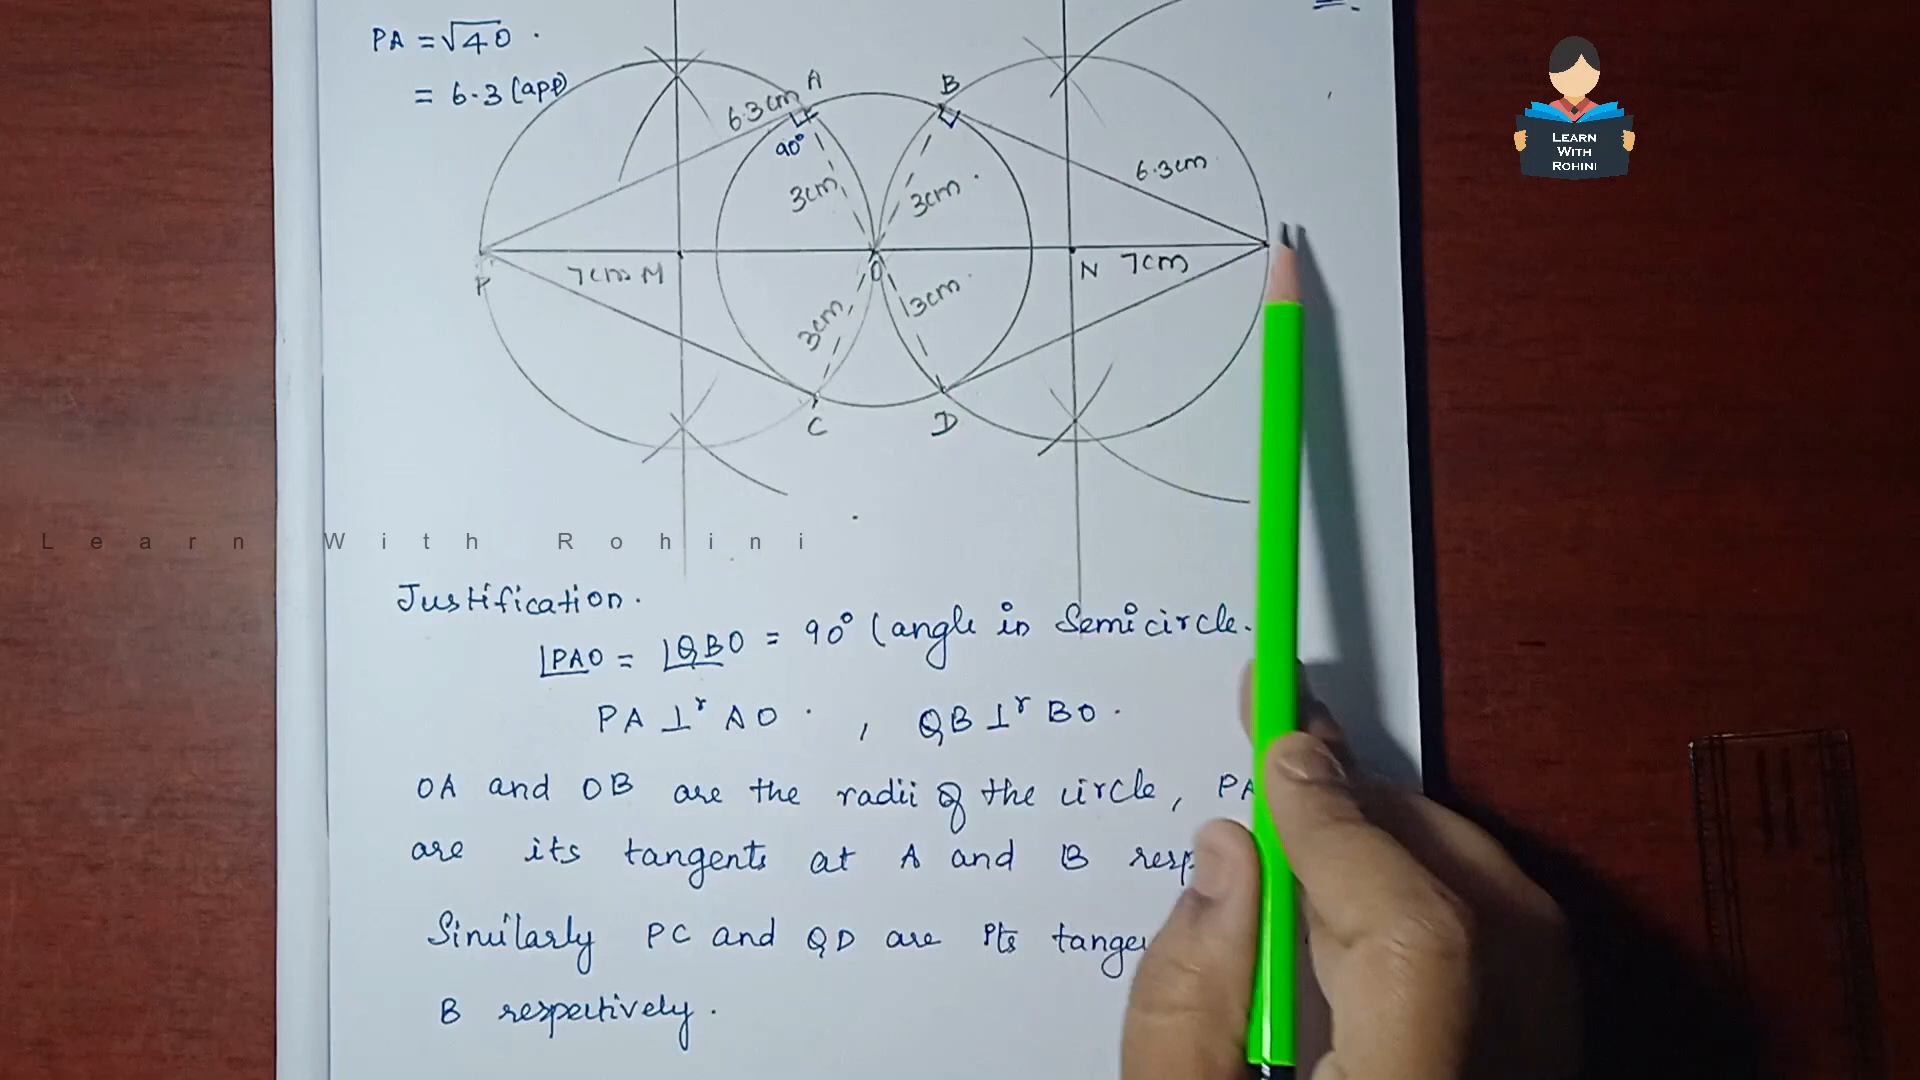 PA = √40 .
= 6.3 (app)
A
B
6.3cm
90°
3cm
3cm
6.3cm
P
7cm M
O
N 7cm
3cm
3cm
C
D
LEARN
WITH
ROHINI
Learn With Rohini
Justification.
∠PAO = ∠QBO = 90° (angle in Semicircle.
PA ⊥ʳ AO . , QB ⊥ʳ BO .
OA and OB are the radii of the circle, PA
are its tangents at A and B resp
Similarly PC and QD are its tange
B respectively.